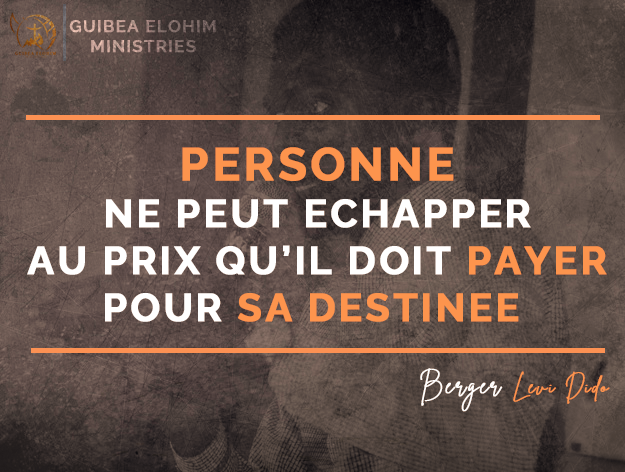 GUIBEA ELOHIM
MINISTRIES
PERSONNE
NE PEUT ECHAPPER
AU PRIX QU'IL DOIT PAYER
POUR SA DESTINEE
Berger Levi Dido